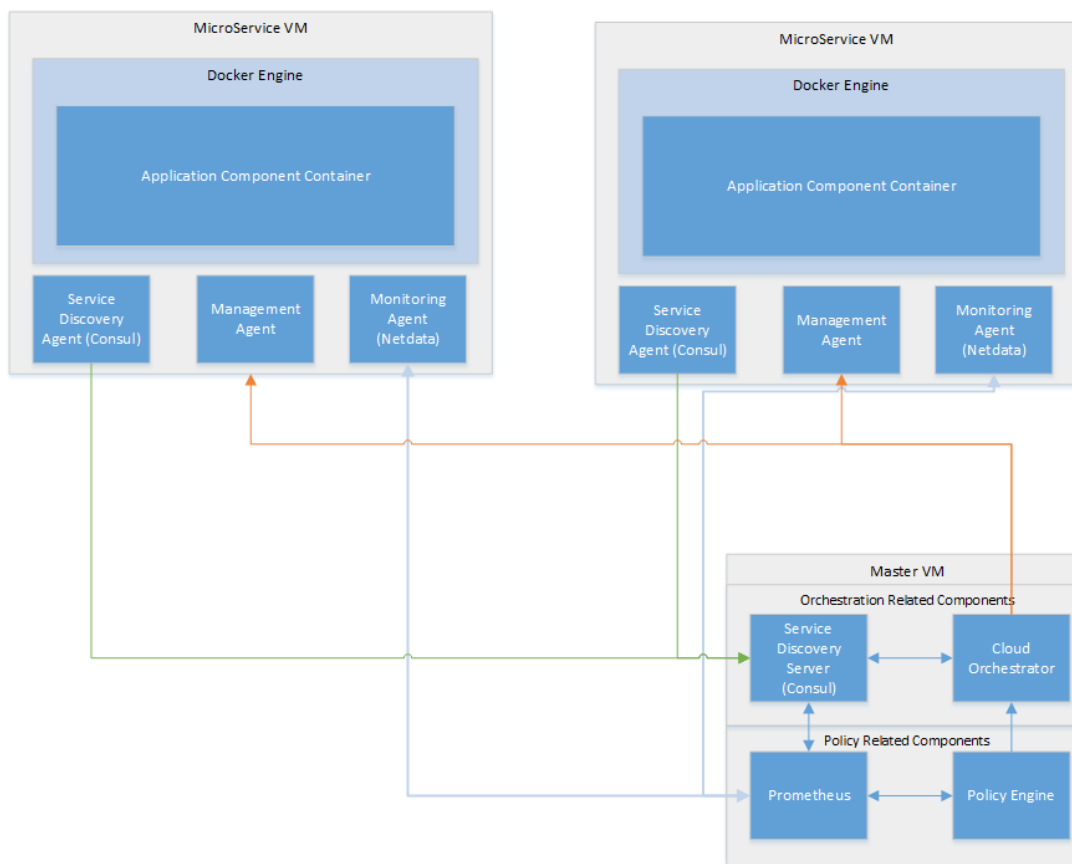 MicroService VM
Docker Engine
Application Component Container
Service
Discovery
Agent (Consul)
Management
Agent
Monitoring
Agent
(Netdata)
MicroService VM
Docker Engine
Application Component Container
Service
Discovery
Agent (Consul)
Management
Agent
Monitoring
Agent
(Netdata)
Master VM
Orchestration Related Components
Service
Discovery
Server
(Consul)
Cloud
Orchestrator
Policy Related Components
Prometheus
Policy Engine